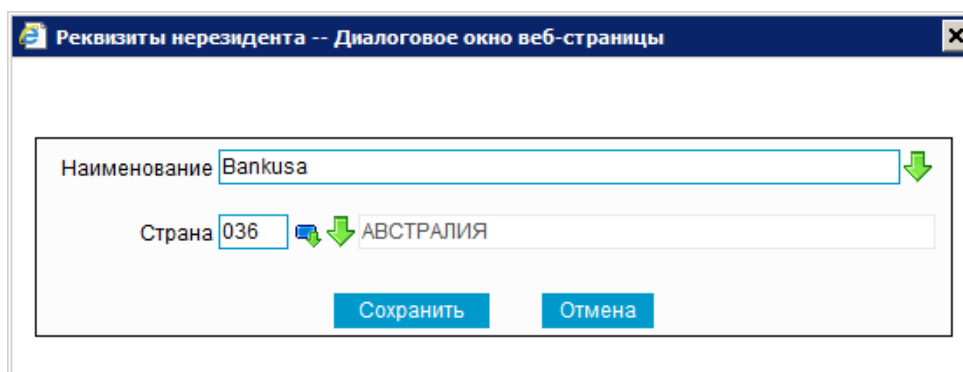 Реквизиты нерезидента -- Диалоговое окно веб-страницы
Наименование Bankusa
Страна 036 АВСТРАЛИЯ
Сохранить Отмена